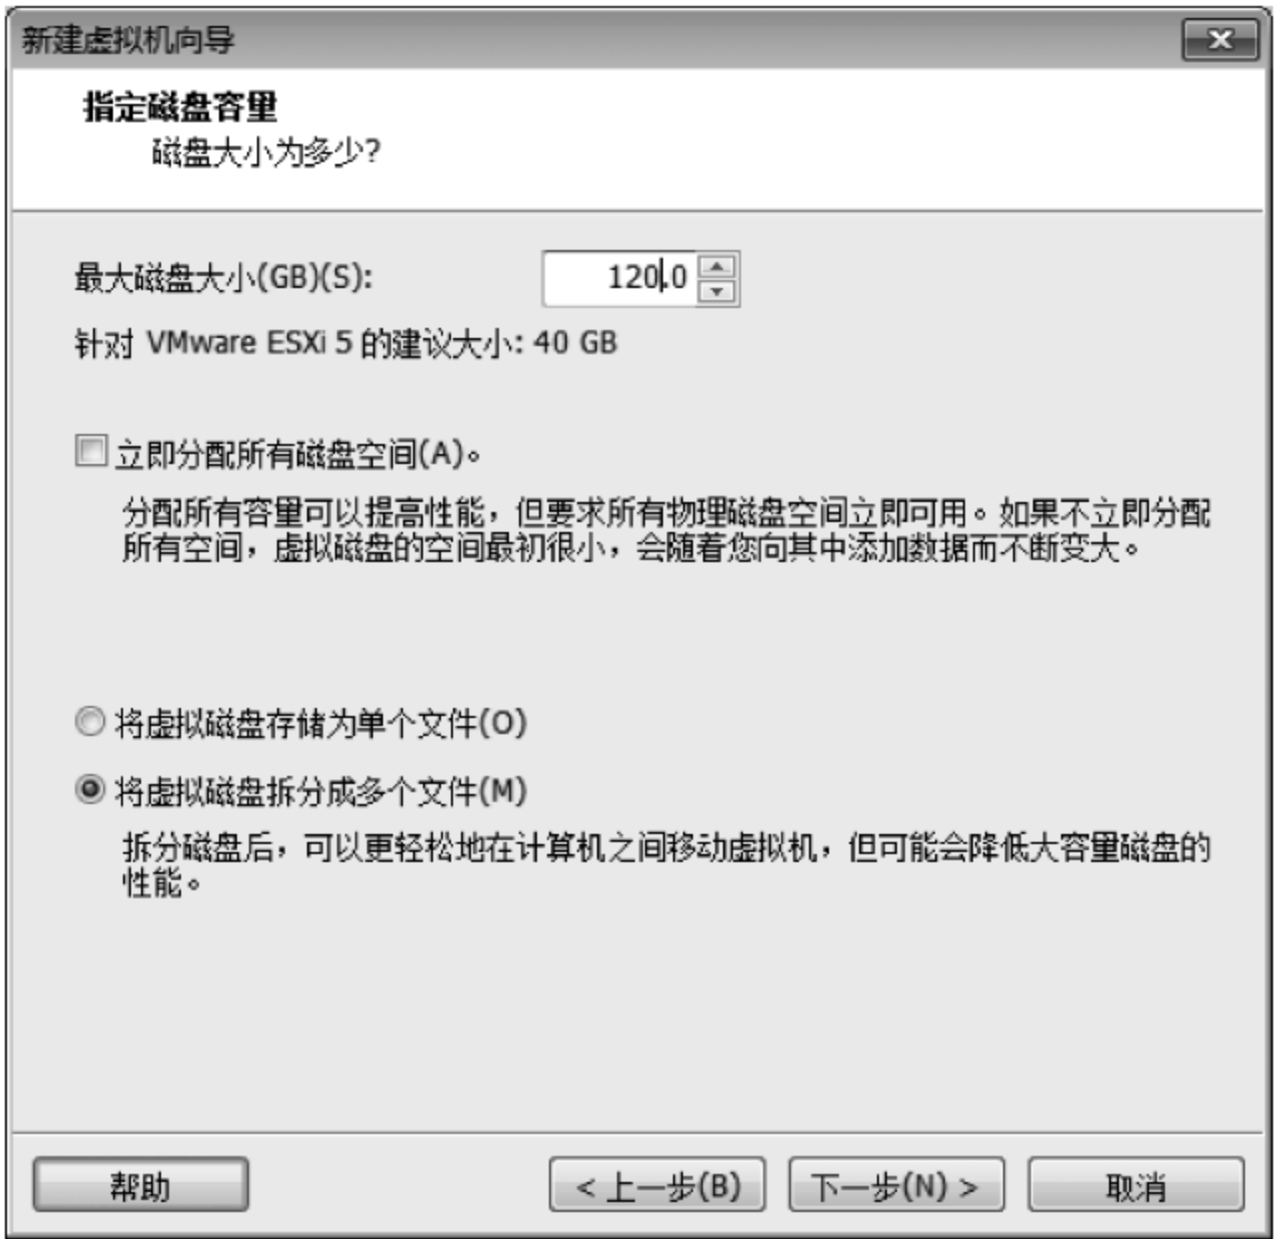 新建虚拟机向导
指定磁盘容量
磁盘大小为多少?
最大磁盘大小(GB)(S):
120.0
针对 VMware ESXi 5 的建议大小: 40 GB
立即分配所有磁盘空间(A)。
分配所有容量可以提高性能，但要求所有物理磁盘空间立即可用。如果不立即分配
所有空间，虚拟磁盘的空间最初很小，会随着您向其中添加数据而不断变大。
将虚拟磁盘存储为单个文件(O)
将虚拟磁盘拆分成多个文件(M)
拆分磁盘后，可以更轻松地在计算机之间移动虚拟机，但可能会降低大容量磁盘的
性能。
帮助
< 上一步(B)
下一步(N) >
取消